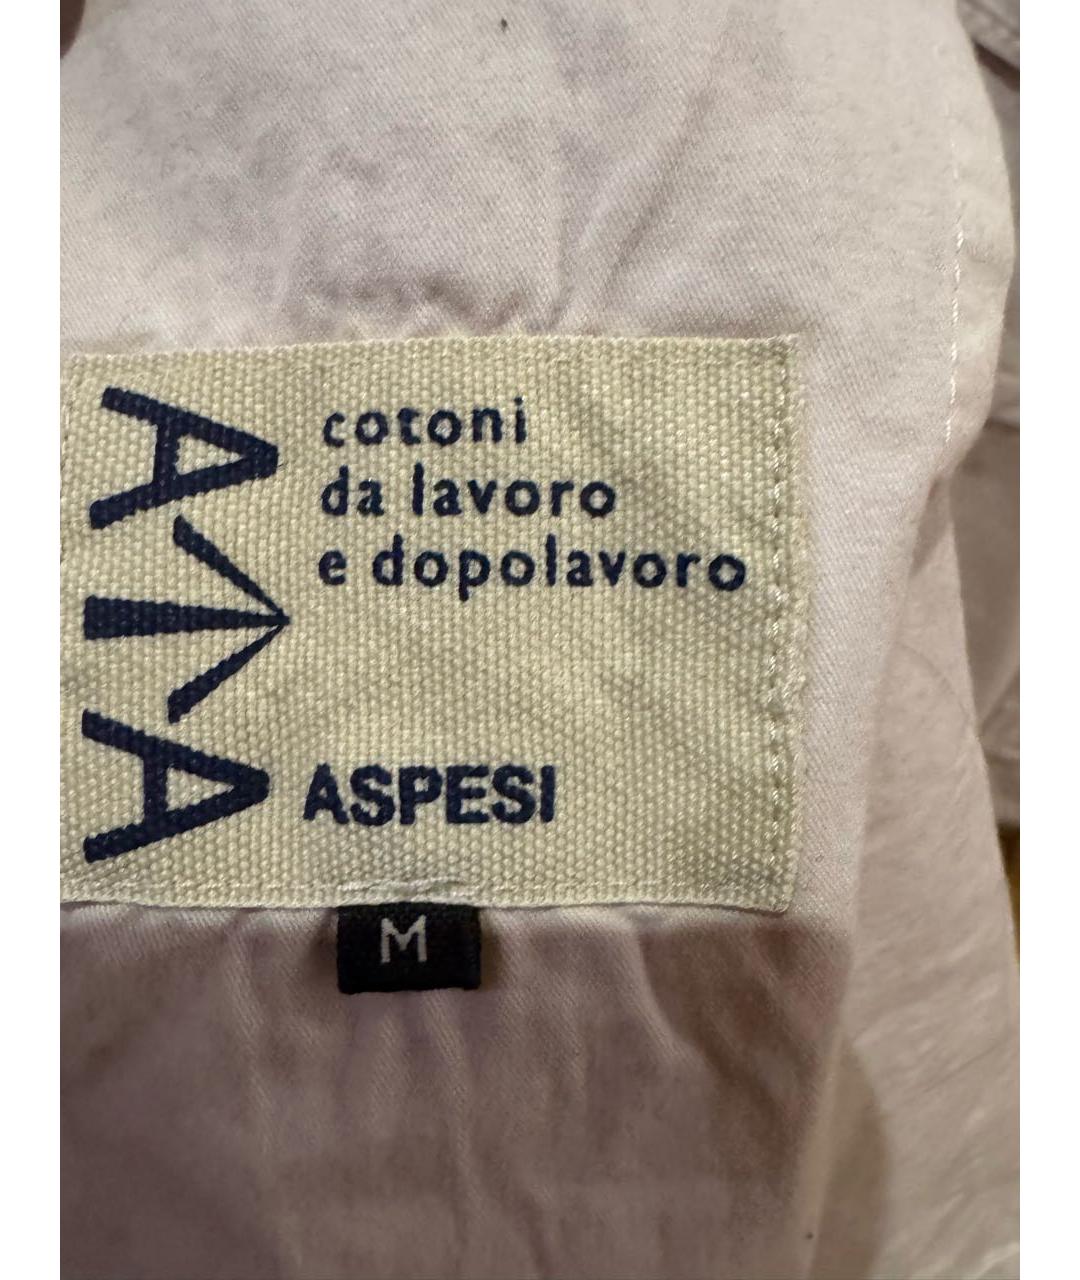 cotoni
da lavoro
e dopolavoro
ASPESI
M